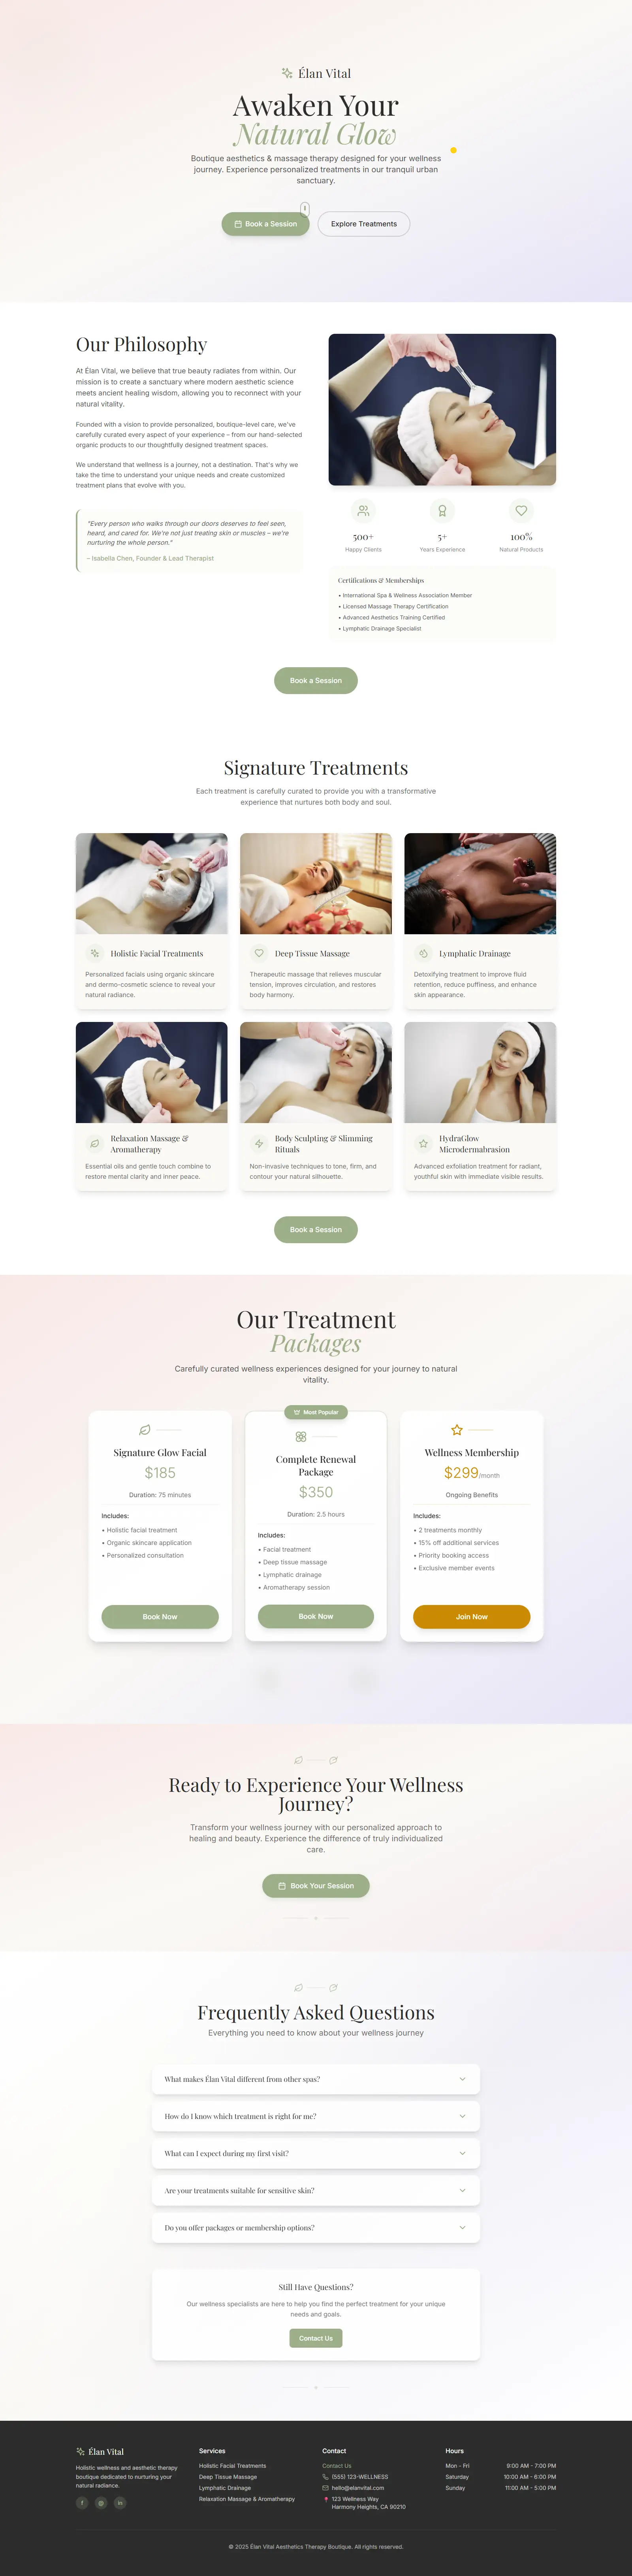 Élan Vital
Awaken Your
Natural Glow
Boutique aesthetics & massage therapy designed for your wellness
journey. Experience personalized treatments in our tranquil urban
sanctuary.
Book a Session
Explore Treatments
Our Philosophy
At Élan Vital, we believe that true beauty radiates from within. Our
mission is to create a sanctuary where modern aesthetic science
meets ancient healing wisdom, allowing you to reconnect with your
natural vitality.
Founded with a vision to provide personalized, boutique-level care, we've
carefully curated every aspect of your experience – from our hand-selected
organic products to our thoughtfully designed treatment spaces.
We understand that wellness is a journey, not a destination. That's why we
take the time to understand your unique needs and create customized
treatment plans that evolve with you.
"Every person who walks through our doors deserves to feel seen,
heard, and cared for. We're not just treating skin or muscles – we're
nurturing the whole person."
– Isabella Chen, Founder & Lead Therapist
500+
Happy Clients
5+
Years Experience
100%
Natural Products
Certifications & Memberships
• International Spa & Wellness Association Member
• Licensed Massage Therapy Certification
• Advanced Aesthetics Training Certified
• Lymphatic Drainage Specialist
Book a Session
Signature Treatments
Each treatment is carefully curated to provide you with a transformative
experience that nurtures both body and soul.
Holistic Facial Treatments
Personalized facials using organic skincare
and dermo-cosmetic science to reveal your
natural radiance.
Deep Tissue Massage
Therapeutic massage that relieves muscular
tension, improves circulation, and restores
body harmony.
Lymphatic Drainage
Detoxifying treatment to improve fluid
retention, reduce puffiness, and enhance
skin appearance.
Relaxation Massage &
Aromatherapy
Essential oils and gentle touch combine to
restore mental clarity and inner peace.
Body Sculpting & Slimming
Rituals
Non-invasive techniques to tone, firm, and
contour your natural silhouette.
HydraGlow
Microdermabrasion
Advanced exfoliation treatment for radiant,
youthful skin with immediate visible results.
Book a Session
Our Treatment
Packages
Carefully curated wellness experiences designed for your journey to natural
vitality.
Signature Glow Facial
$185
Duration: 75 minutes
Includes:
• Holistic facial treatment
• Organic skincare application
• Personalized consultation
Book Now
Most Popular
Complete Renewal
Package
$350
Duration: 2.5 hours
Includes:
• Facial treatment
• Deep tissue massage
• Lymphatic drainage
• Aromatherapy session
Book Now
Wellness Membership
$299/month
Ongoing Benefits
Includes:
• 2 treatments monthly
• 15% off additional services
• Priority booking access
• Exclusive member events
Join Now
Ready to Experience Your Wellness
Journey?
Transform your wellness journey with our personalized approach to
healing and beauty. Experience the difference of truly individualized
care.
Book Your Session
Frequently Asked Questions
Everything you need to know about your wellness journey
What makes Élan Vital different from other spas?
How do I know which treatment is right for me?
What can I expect during my first visit?
Are your treatments suitable for sensitive skin?
Do you offer packages or membership options?
Still Have Questions?
Our wellness specialists are here to help you find the perfect treatment for your unique
needs and goals.
Contact Us
Élan Vital
Holistic wellness and aesthetic therapy
boutique dedicated to nurturing your
natural radiance.
f
@
in
Services
Holistic Facial Treatments
Deep Tissue Massage
Lymphatic Drainage
Relaxation Massage & Aromatherapy
Contact
Contact Us
(555) 123-WELLNESS
hello@elanvital.com
123 Wellness Way
Harmony Heights, CA 90210
Hours
Mon - Fri 9:00 AM - 7:00 PM
Saturday 10:00 AM - 6:00 PM
Sunday 11:00 AM - 5:00 PM
© 2025 Élan Vital Aesthetics Therapy Boutique. All rights reserved.